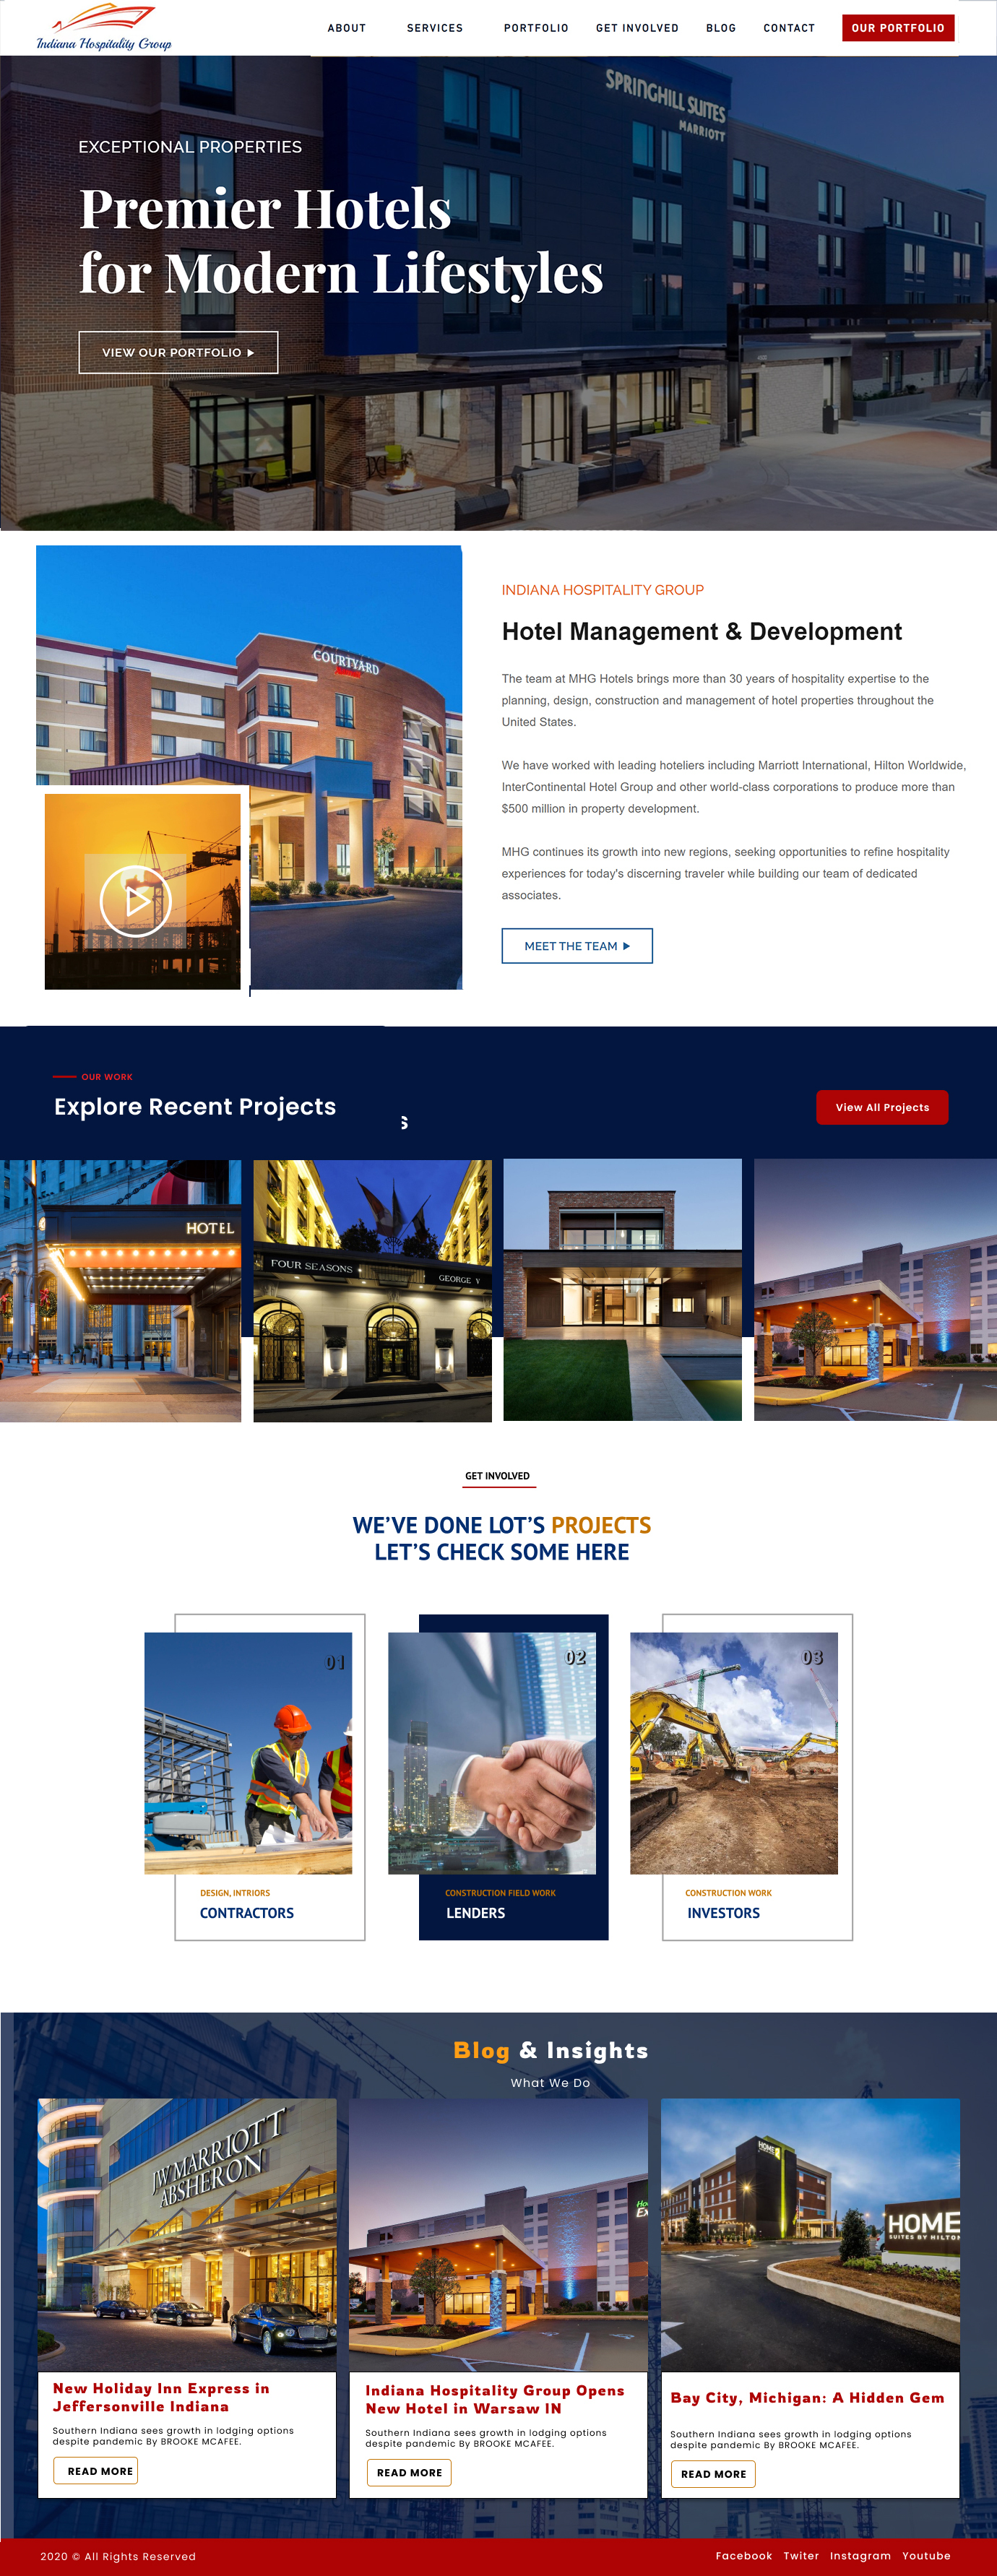 Indiana Hospitality Group
ABOUT SERVICES PORTFOLIO GET INVOLVED BLOG CONTACT OUR PORTFOLIO
SPRINGHILL SUITES
MARRIOTT
EXCEPTIONAL PROPERTIES
Premier Hotels
for Modern Lifestyles
VIEW OUR PORTFOLIO
COURTYARD
INDIANA HOSPITALITY GROUP
Hotel Management & Development
The team at MHG Hotels brings more than 30 years of hospitality expertise to the
planning, design, construction and management of hotel properties throughout the
United States.
We have worked with leading hoteliers including Marriott International, Hilton Worldwide,
InterContinental Hotel Group and other world-class corporations to produce more than
$500 million in property development.
MHG continues its growth into new regions, seeking opportunities to refine hospitality
experiences for today's discerning traveler while building our team of dedicated
associates.
MEET THE TEAM
OUR WORK
Explore Recent Projects
s
View All Projects
HOTEL
FOUR SEASONS
GEORGE V
GET INVOLVED
WE'VE DONE LOT'S PROJECTS
LET'S CHECK SOME HERE
01
02
03
DESIGN, INTRIORS
CONTRACTORS
CONSTRUCTION FIELD WORK
LENDERS
CONSTRUCTION WORK
INVESTORS
Blog & Insights
What We Do
JW MARRIOTT
ABSHERON
HOME
HOME
SUITES BY HILTON
New Holiday Inn Express in
Jeffersonville Indiana
Southern Indiana sees growth in lodging options
despite pandemic By BROOKE MCAFEE.
READ MORE
Indiana Hospitality Group Opens
New Hotel in Warsaw IN
Southern Indiana sees growth in lodging options
despite pandemic By BROOKE MCAFEE.
READ MORE
Bay City, Michigan: A Hidden Gem
Southern Indiana sees growth in lodging options
despite pandemic By BROOKE MCAFEE.
READ MORE
2020 © All Rights Reserved
Facebook Twiter Instagram Youtube